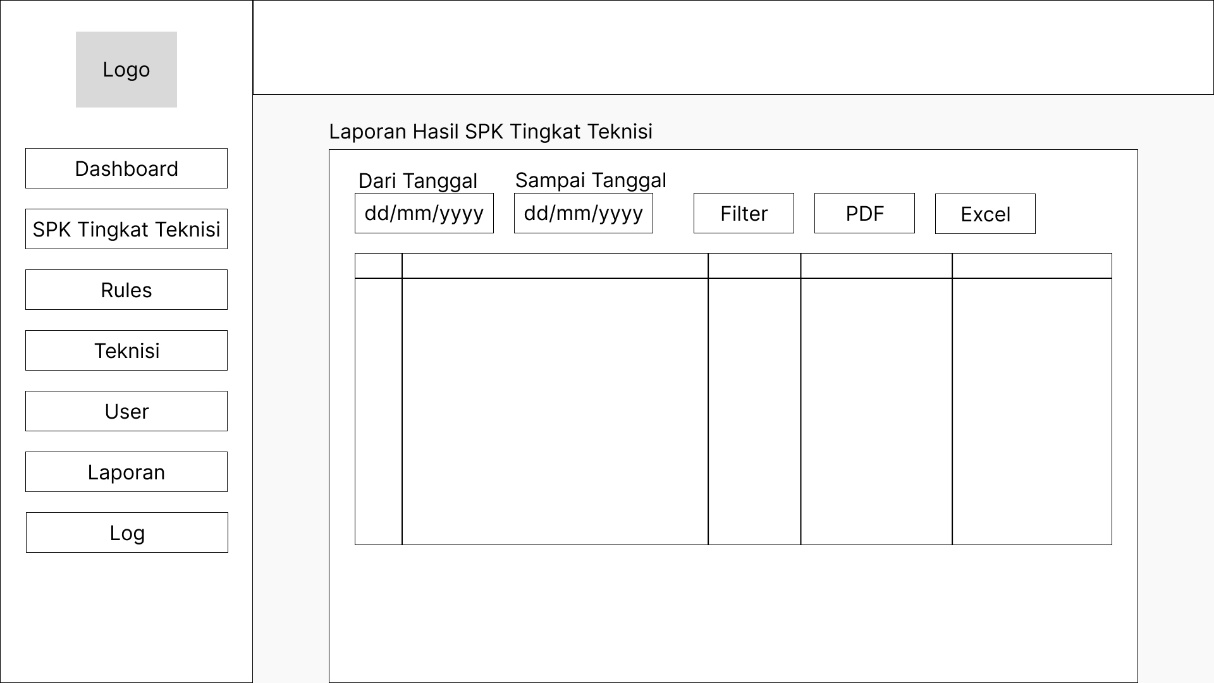 Logo
Dashboard
SPK Tingkat Teknisi
Rules
Teknisi
User
Laporan
Log
Laporan Hasil SPK Tingkat Teknisi
Dari Tanggal
Sampai Tanggal
dd/mm/yyyy
dd/mm/yyyy
Filter
PDF
Excel